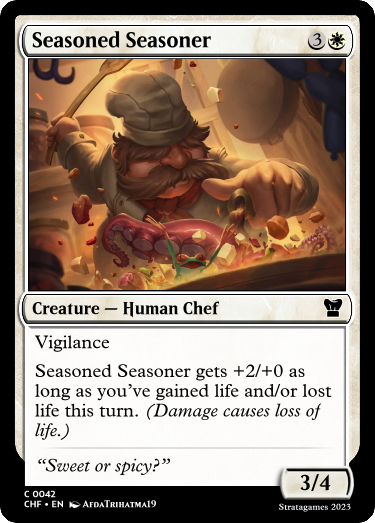 Seasoned Seasoner 3
Creature — Human Chef
Vigilance
Seasoned Seasoner gets +2/+0 as
long as you’ve gained life and/or lost
life this turn. (Damage causes loss of
life.)
“Sweet or spicy?”
3/4
C 0042
CHF • EN AfdaTrihatma19
Stratagames 2023